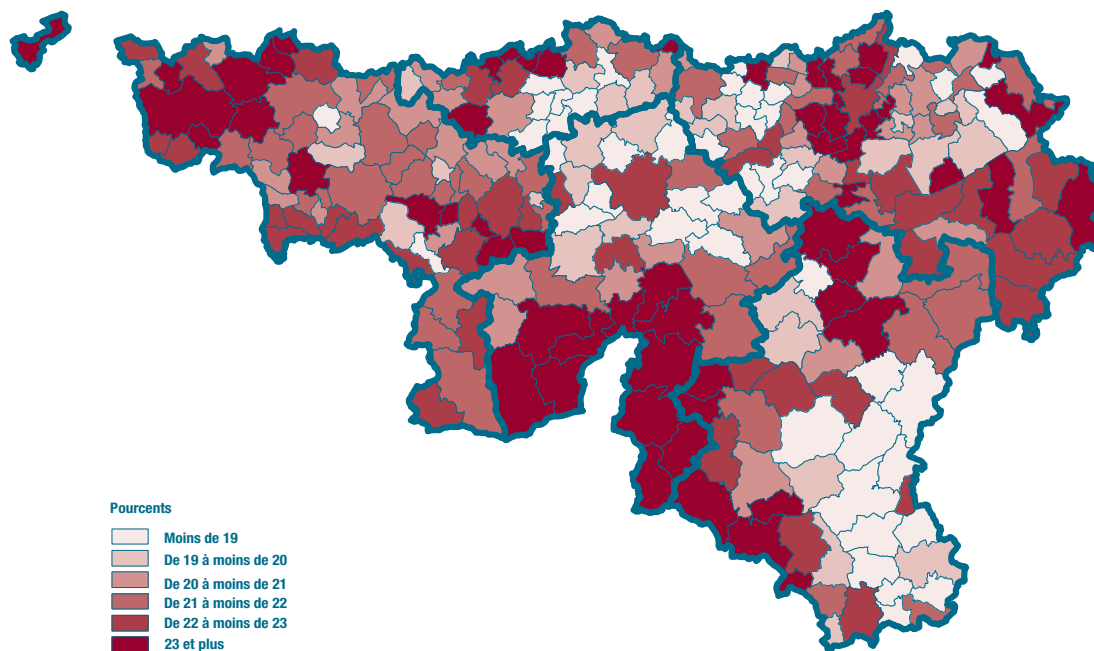 Pourcents
Moins de 19
De 19 à moins de 20
De 20 à moins de 21
De 21 à moins de 22
De 22 à moins de 23
23 et plus